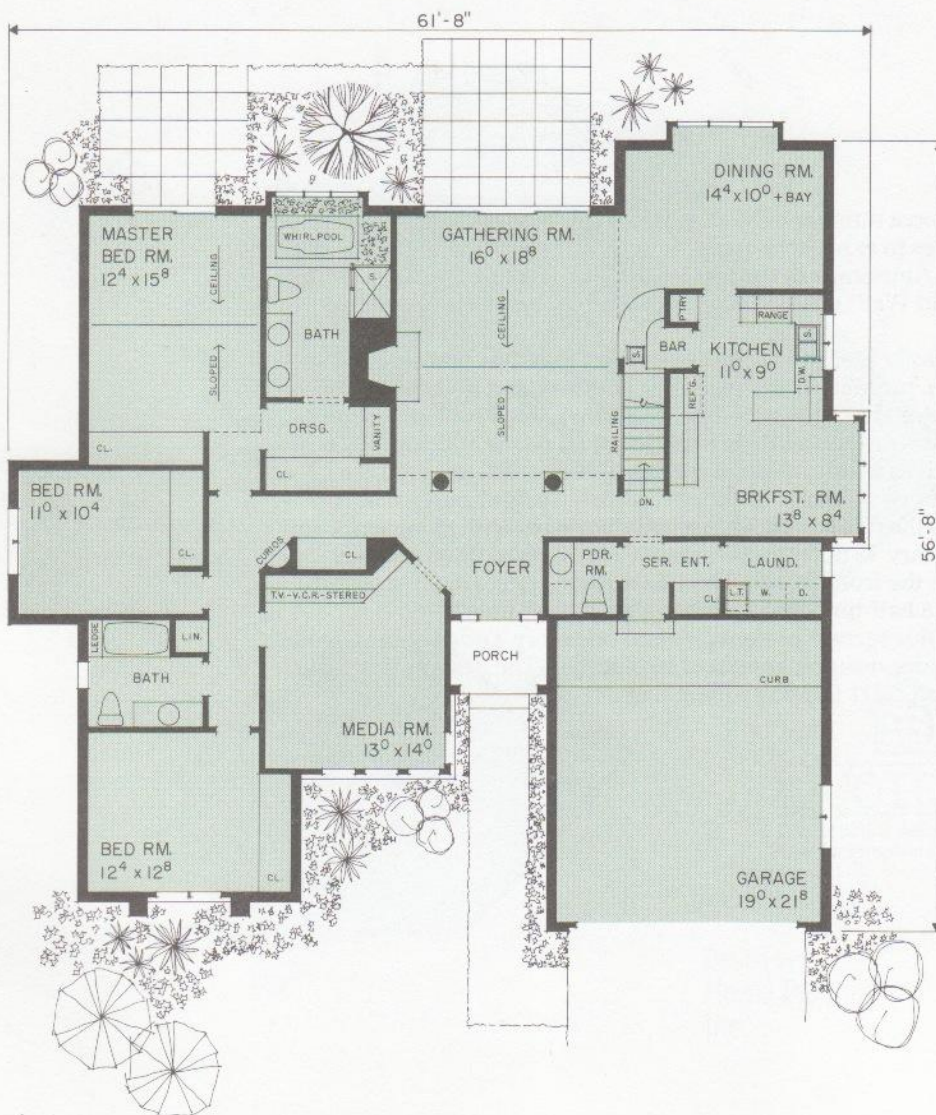 61'-8"
DINING RM.
14⁴ x 10⁰ + BAY
MASTER
BED RM.
12⁴ x 15⁸
CEILING
SLOPED
WHIRLPOOL
S.
BATH
GATHERING RM.
16⁰ x 18⁸
CEILING
SLOPED
P'TRY
RANGE
S.
BAR
S.
KITCHEN
11⁰ x 9⁰
D.W.
REF'G.
RAILING
DN.
CL.
DRSG.
VANITY
CL.
BED RM.
11⁰ x 10⁴
CL.
BRKFST. RM.
13⁸ x 8⁴
56'-8"
CURIOS
CL.
FOYER
PDR.
RM.
SER. ENT.
LAUND.
CL.
L.T.
W.
D.
T.V.-V.C.R.-STEREO
LEDGE
LIN.
BATH
PORCH
CURB
MEDIA RM.
13⁰ x 14⁰
BED RM.
12⁴ x 12⁸
CL.
GARAGE
19⁰ x 21⁸